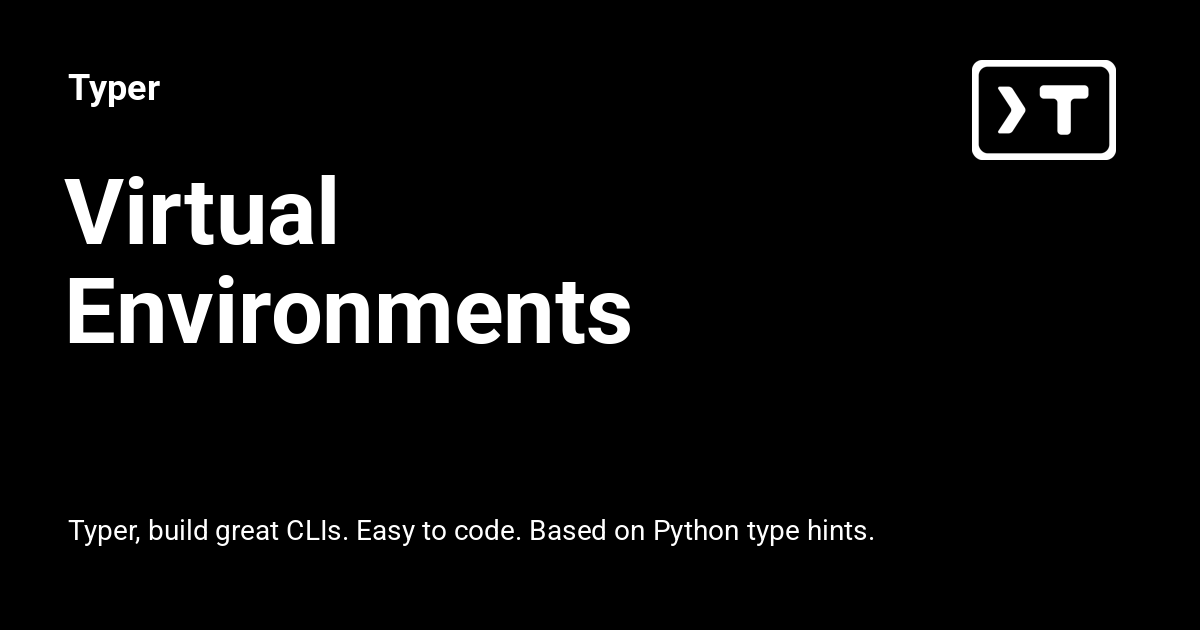 Typer
Virtual
Environments
Typer, build great CLIs. Easy to code. Based on Python type hints.